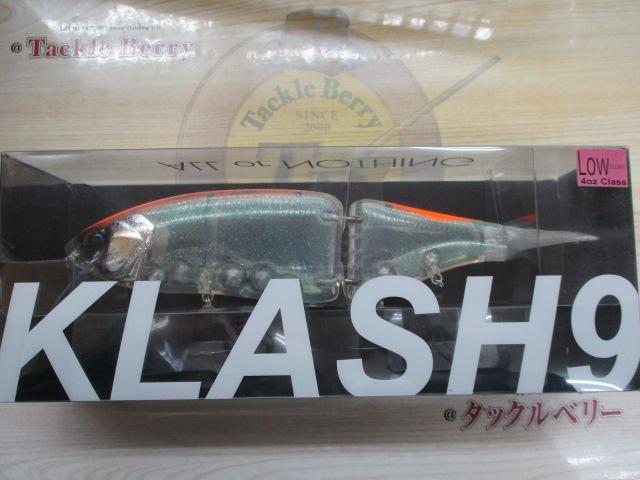 @ Tackle Berry
Tackle Berry
SINCE
2000
ALL or NOTHING
LOW FLOAT
4oz Class
KLASH9
@ タックルベリー